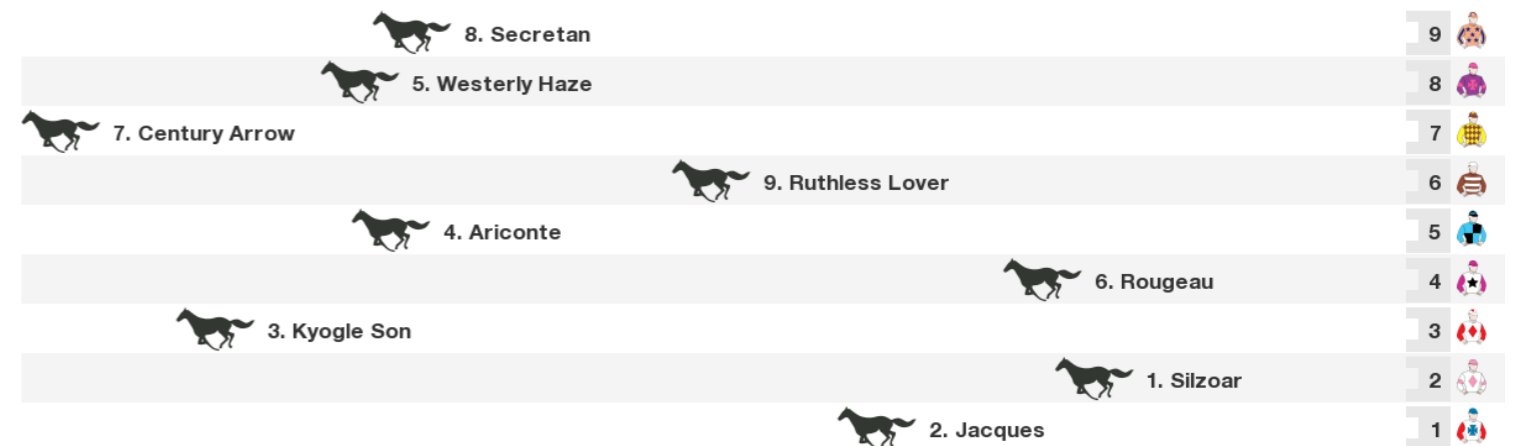 8. Secretan 9
5. Westerly Haze 8
7. Century Arrow 7
9. Ruthless Lover 6
4. Ariconte 5
6. Rougeau 4
3. Kyogle Son 3
1. Silzoar 2
2. Jacques 1